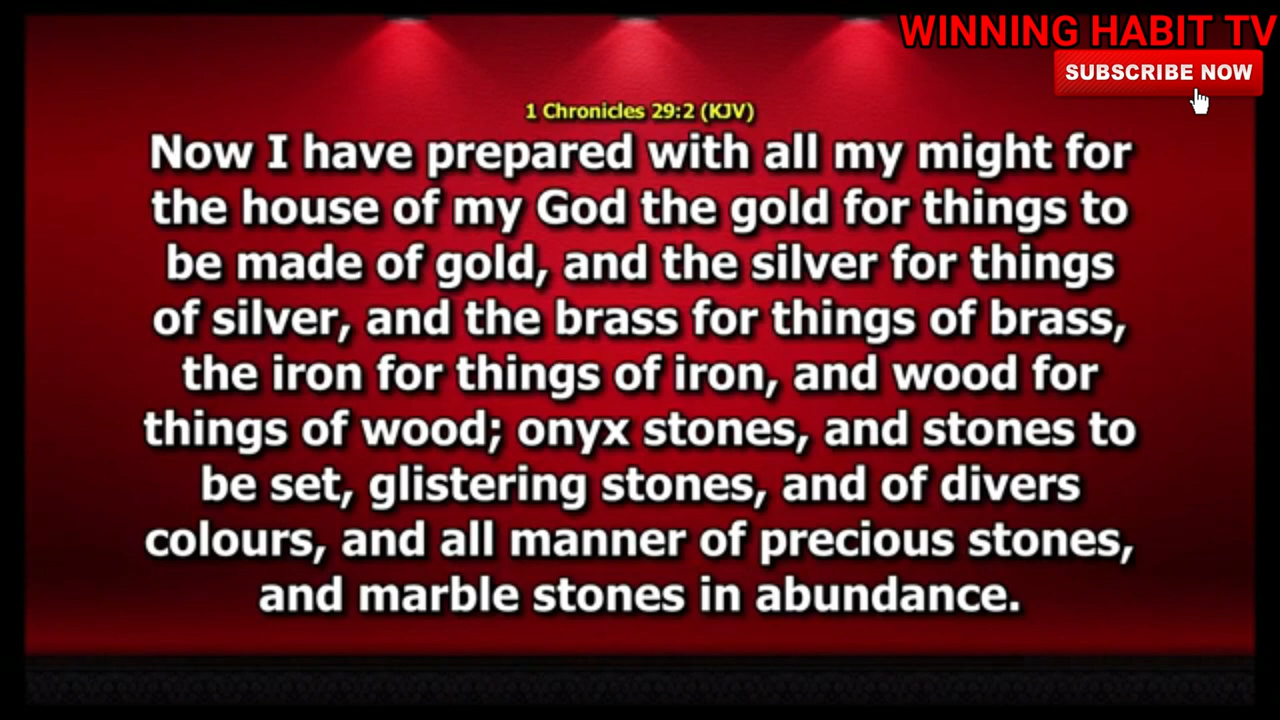 WINNING HABIT TV
SUBSCRIBE NOW
1 Chronicles 29:2 (KJV)
Now I have prepared with all my might for
the house of my God the gold for things to
be made of gold, and the silver for things
of silver, and the brass for things of brass,
the iron for things of iron, and wood for
things of wood; onyx stones, and stones to
be set, glistering stones, and of divers
colours, and all manner of precious stones,
and marble stones in abundance.